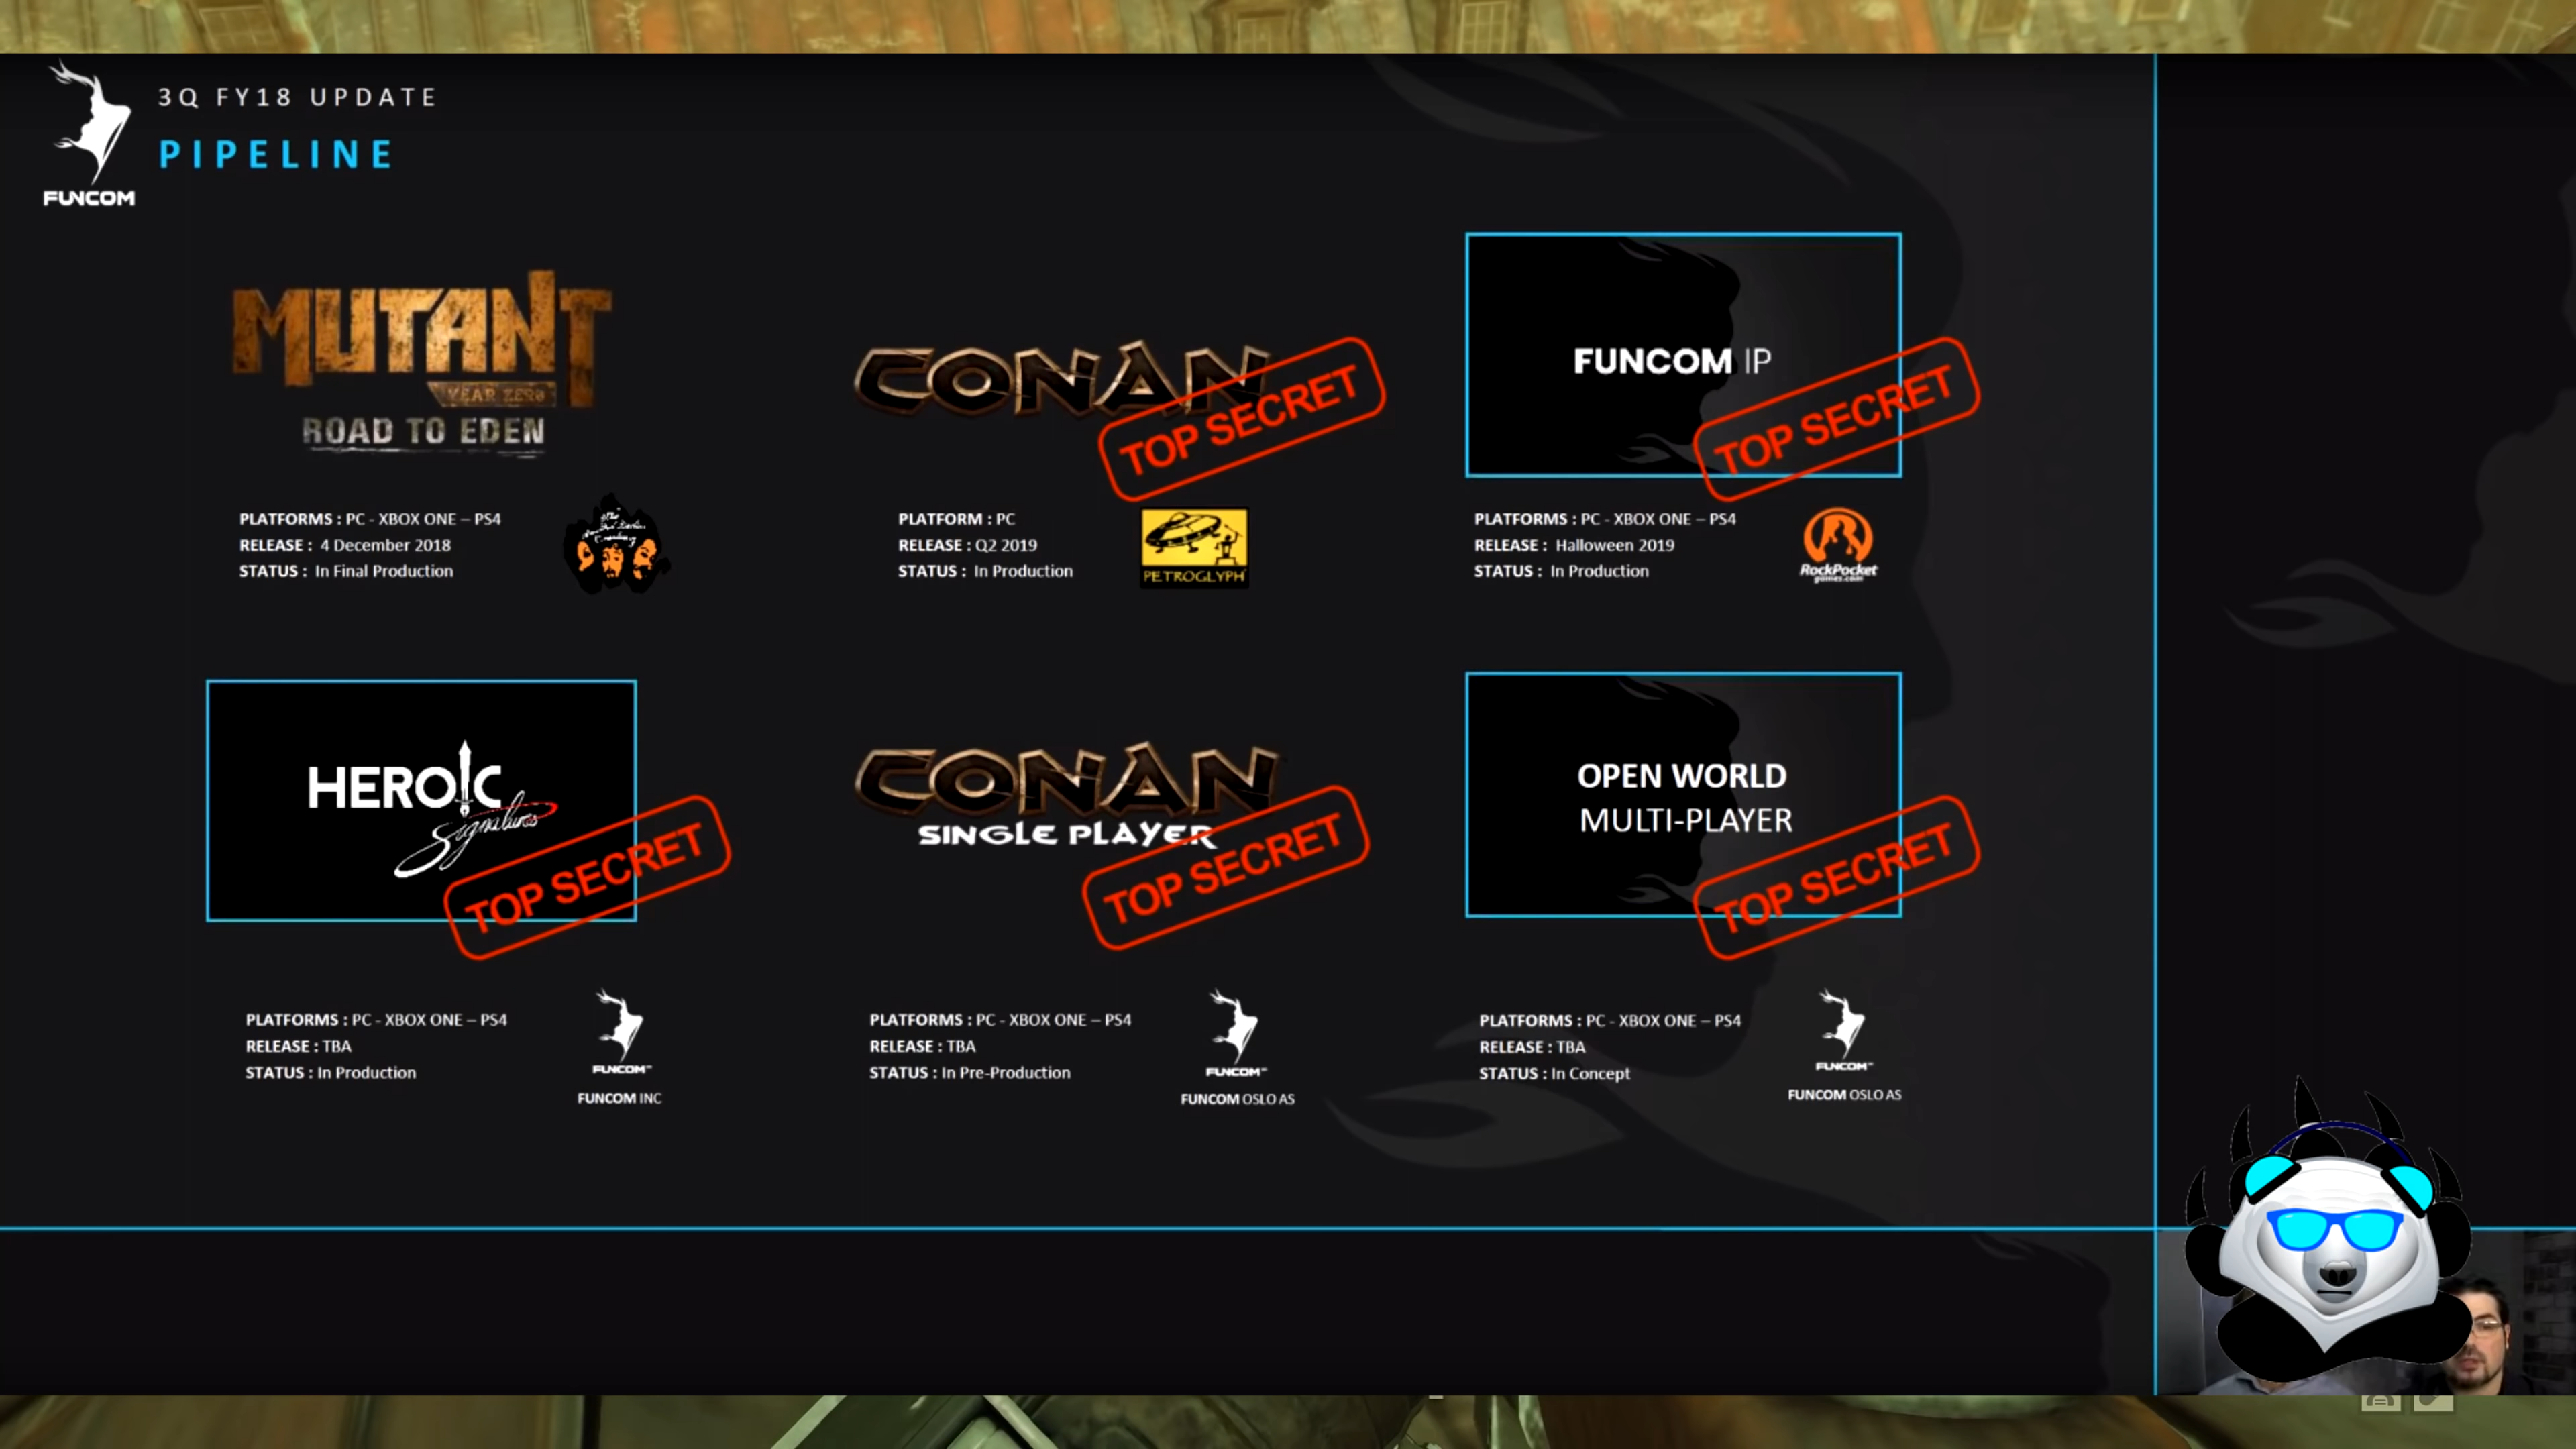 3Q FY18 UPDATE
PIPELINE
FUNCOM
MUTANT
YEAR ZERO
ROAD TO EDEN
PLATFORMS : PC - XBOX ONE – PS4
RELEASE : 4 December 2018
STATUS : In Final Production
CONAN
TOP SECRET
PLATFORM : PC
RELEASE : Q2 2019
STATUS : In Production
PETROGLYPH
FUNCOM IP
TOP SECRET
PLATFORMS : PC - XBOX ONE – PS4
RELEASE : Halloween 2019
STATUS : In Production
RockPocket
games.com
HEROIC
Signatures
TOP SECRET
PLATFORMS : PC - XBOX ONE – PS4
RELEASE : TBA
STATUS : In Production
FUNCOM
FUNCOM INC
CONAN
SINGLE PLAYER
TOP SECRET
PLATFORMS : PC - XBOX ONE – PS4
RELEASE : TBA
STATUS : In Pre-Production
FUNCOM
FUNCOM OSLO AS
OPEN WORLD
MULTI-PLAYER
TOP SECRET
PLATFORMS : PC - XBOX ONE – PS4
RELEASE : TBA
STATUS : In Concept
FUNCOM
FUNCOM OSLO AS